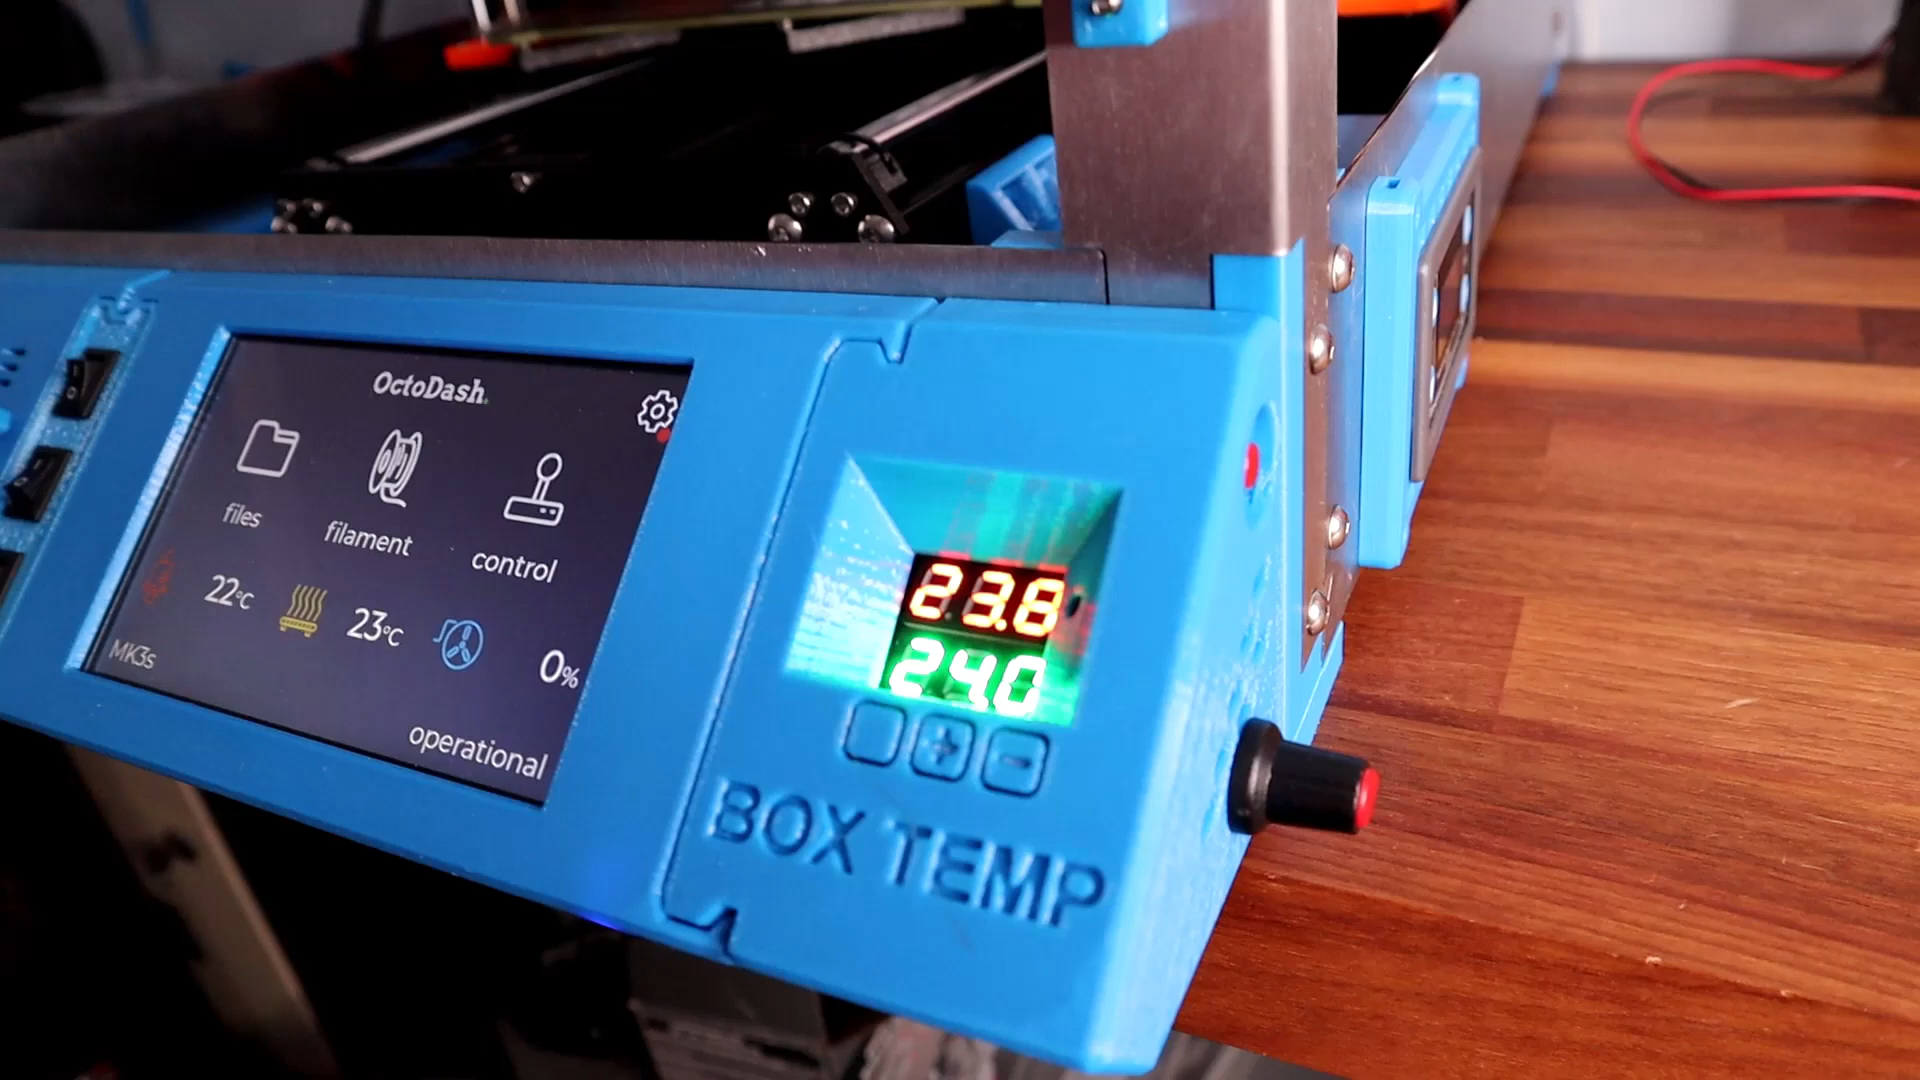 OctoDash
files
filament
control
22°C
23°C
0%
MK3s
operational
23.8
24.0
+ −
BOX TEMP